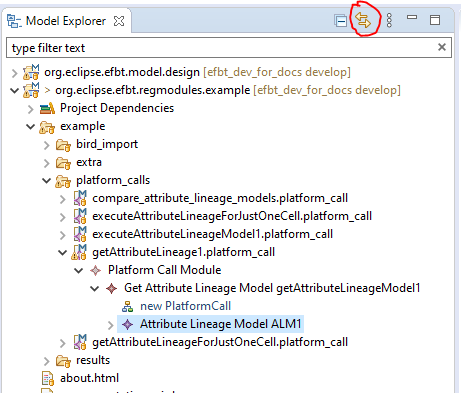 Model Explorer
type filter text
org.eclipse.efbt.model.design [efbt_dev_for_docs develop]
> org.eclipse.efbt.regmodules.example [efbt_dev_for_docs develop]
Project Dependencies
example
bird_import
extra
platform_calls
compare_attribute_lineage_models.platform_call
executeAttributeLineageForJustOneCell.platform_call
executeAttributeLineageModel1.platform_call
getAttributeLineage1.platform_call
Platform Call Module
Get Attribute Lineage Model getAttributeLineageModel1
new PlatformCall
Attribute Lineage Model ALM1
getAttributeLineageForJustOneCell.platform_call
results
about.html